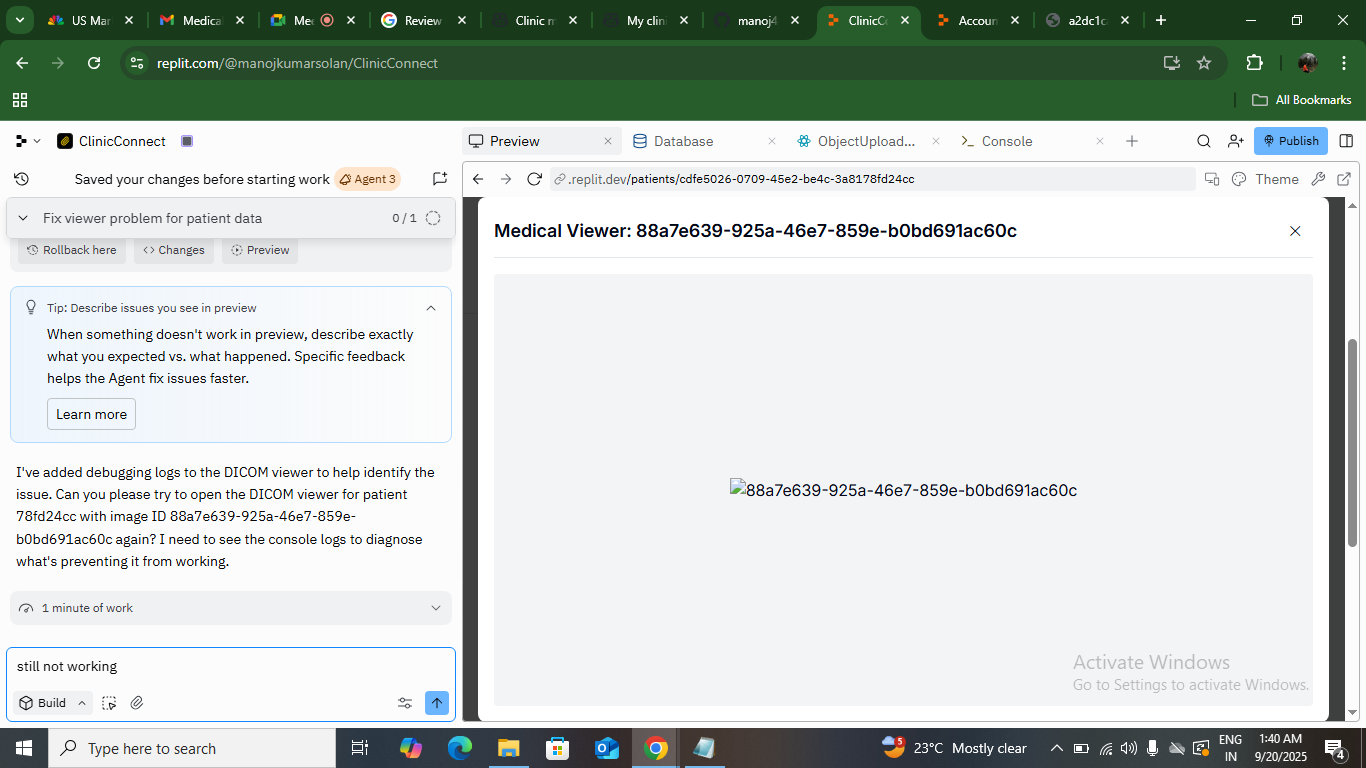 US Mar
Medical
Mee
Review
Clinic m
My clini
manoj4
ClinicCo
Accoun
a2dc1ca
replit.com/@manojkumarsolan/ClinicConnect
All Bookmarks
ClinicConnect
Preview
Database
ObjectUpload...
Console
Publish
Saved your changes before starting work
Agent 3
.replit.dev/patients/cdfe5026-0709-45e2-be4c-3a8178fd24cc
Theme
Fix viewer problem for patient data
0 / 1
Rollback here
Changes
Preview
Tip: Describe issues you see in preview
When something doesn't work in preview, describe exactly
what you expected vs. what happened. Specific feedback
helps the Agent fix issues faster.
Learn more
I've added debugging logs to the DICOM viewer to help identify the
issue. Can you please try to open the DICOM viewer for patient
78fd24cc with image ID 88a7e639-925a-46e7-859e-
b0bd691ac60c again? I need to see the console logs to diagnose
what's preventing it from working.
1 minute of work
still not working
Build
Medical Viewer: 88a7e639-925a-46e7-859e-b0bd691ac60c
88a7e639-925a-46e7-859e-b0bd691ac60c
Activate Windows
Go to Settings to activate Windows.
Type here to search
5
23°C Mostly clear
ENG
IN
1:40 AM
9/20/2025
4